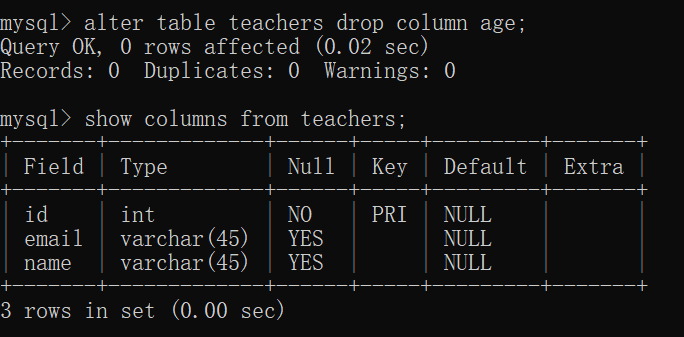 mysql> alter table teachers drop column age;
Query OK, 0 rows affected (0.02 sec)
Records: 0  Duplicates: 0  Warnings: 0

mysql> show columns from teachers;
+-------+-------------+------+-----+---------+-------+
| Field | Type        | Null | Key | Default | Extra |
+-------+-------------+------+-----+---------+-------+
| id    | int         | NO   | PRI | NULL    |       |
| email | varchar(45) | YES  |     | NULL    |       |
| name  | varchar(45) | YES  |     | NULL    |       |
+-------+-------------+------+-----+---------+-------+
3 rows in set (0.00 sec)